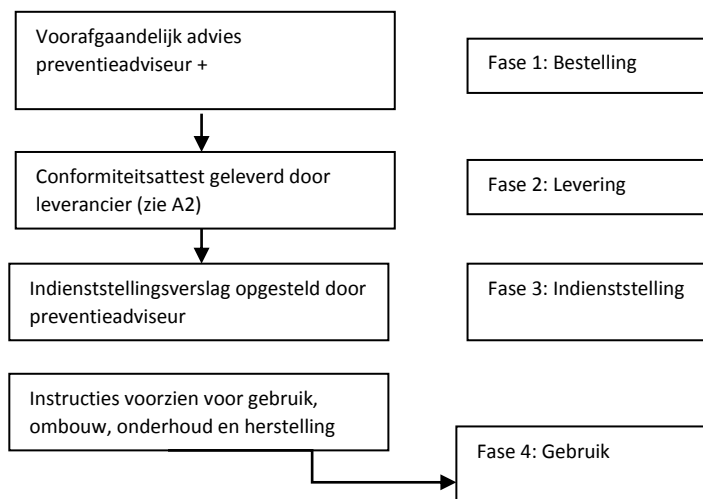 Voorafgaandelijk advies
preventieadviseur +
Fase 1: Bestelling
Conformiteitsattest geleverd door
leverancier (zie A2)
Fase 2: Levering
Indienststellingsverslag opgesteld door
preventieadviseur
Fase 3: Indienststelling
Instructies voorzien voor gebruik,
ombouw, onderhoud en herstelling
Fase 4: Gebruik